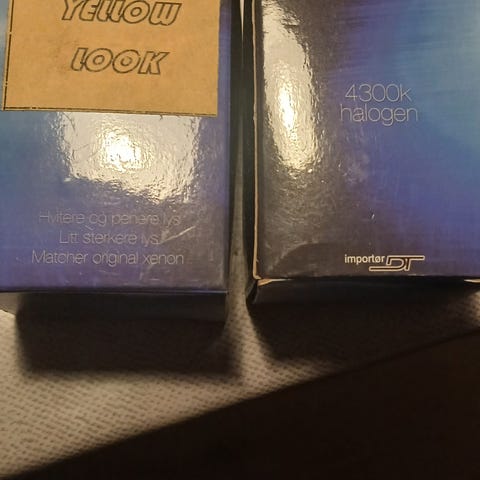 YELLOW
LOOK
Hvitere og penere lys
Litt sterkere lys
Matcher original xenon
4300k
halogen
importør DT